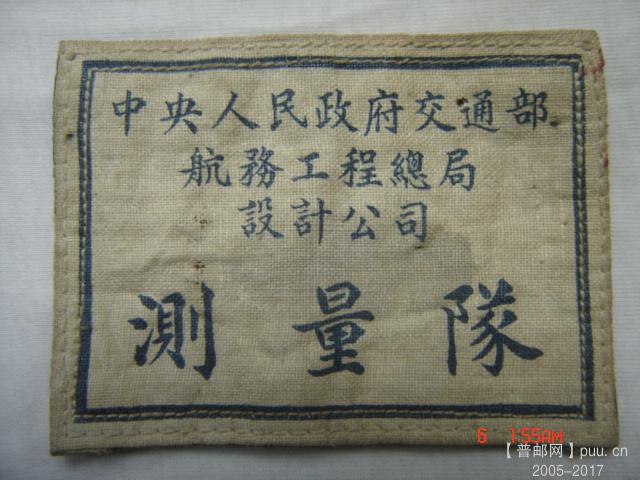 中央人民政府交通部
航務工程總局
設計公司
測量隊
6 1:55AM
【普邮网】puu.cn
2005-2017